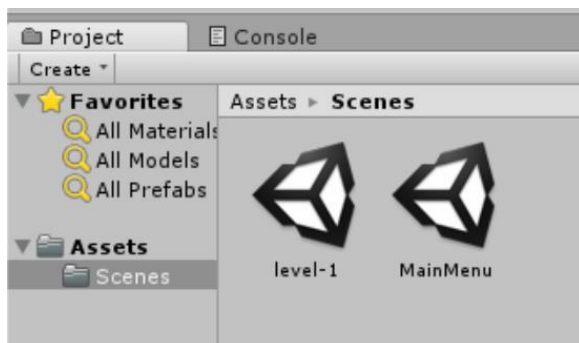 Project
Console
Create
Favorites
All Materials
All Models
All Prefabs
Assets
Scenes
Assets ▸ Scenes
level-1
MainMenu